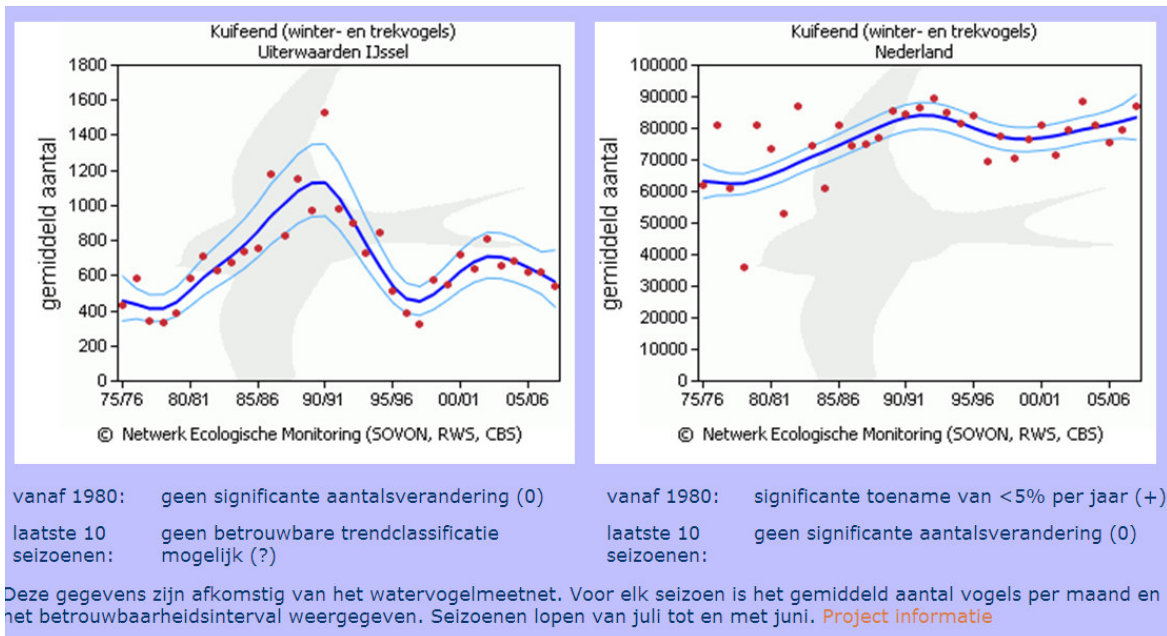 Kuifeend (winter- en trekvogels)
Uiterwaarden IJssel
gemiddeld aantal
1800
1600
1400
1200
1000
800
600
400
200
0
75/76 80/81 85/86 90/91 95/96 00/01 05/06
© Netwerk Ecologische Monitoring (SOVON, RWS, CBS)
Kuifeend (winter- en trekvogels)
Nederland
gemiddeld aantal
100000
90000
80000
70000
60000
50000
40000
30000
20000
10000
0
75/76 80/81 85/86 90/91 95/96 00/01 05/06
© Netwerk Ecologische Monitoring (SOVON, RWS, CBS)
vanaf 1980: geen significante aantalsverandering (0)
laatste 10 geen betrouwbare trendclassificatie
seizoenen: mogelijk (?)
vanaf 1980: significante toename van <5% per jaar (+)
laatste 10 geen significante aantalsverandering (0)
seizoenen:
Deze gegevens zijn afkomstig van het watervogelmeetnet. Voor elk seizoen is het gemiddeld aantal vogels per maand en
het betrouwbaarheidsinterval weergegeven. Seizoenen lopen van juli tot en met juni. Project informatie